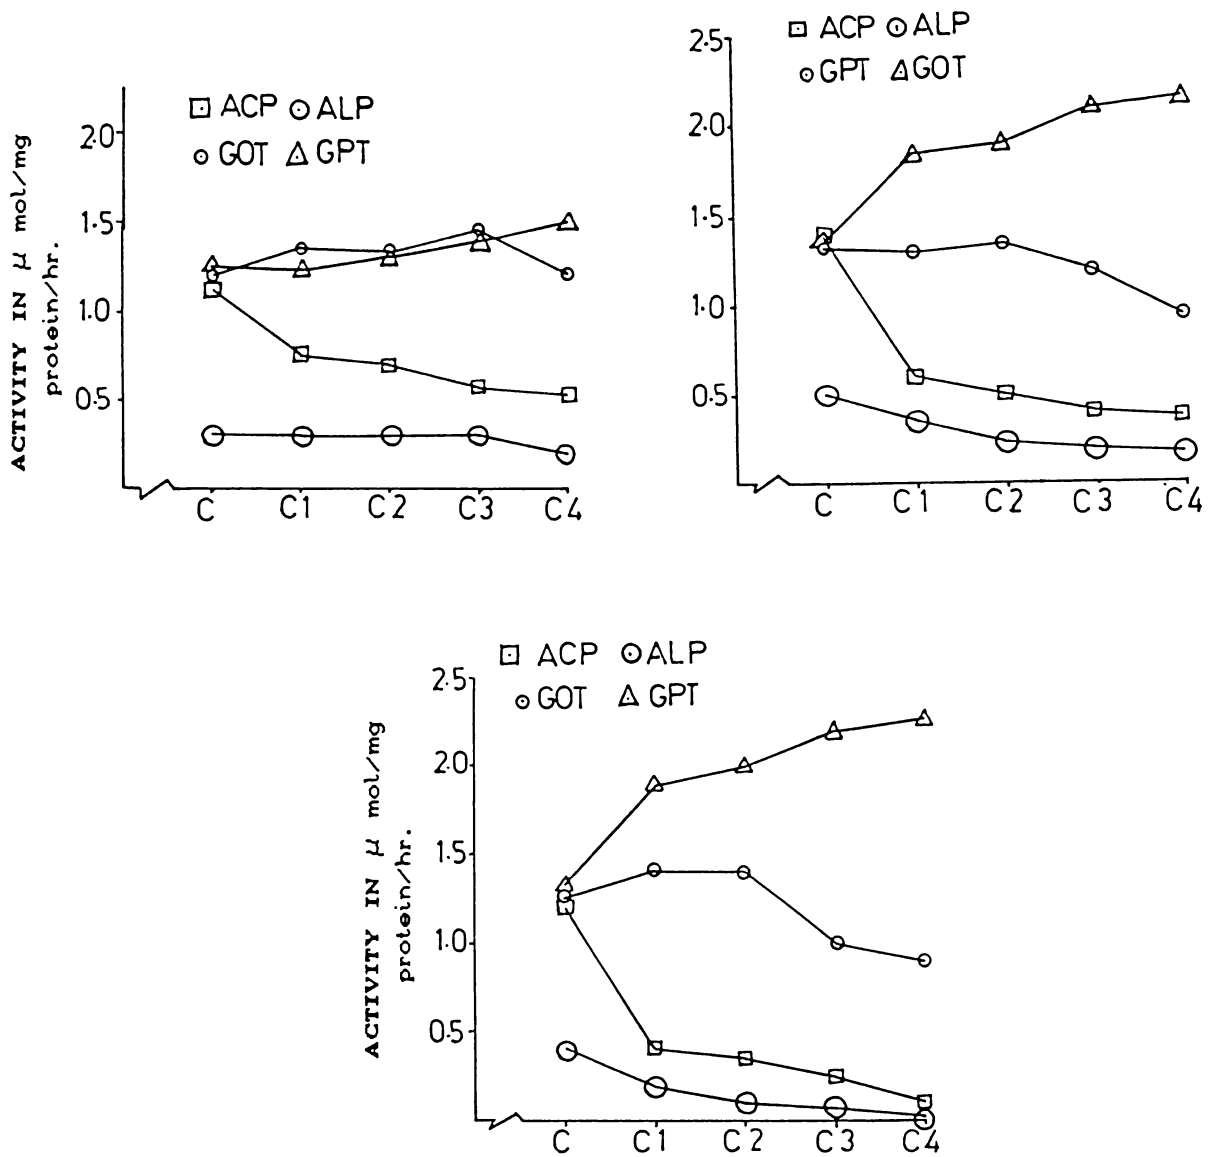 ACP ALP
GOT GPT
2.0
1.5
1.0
0.5
ACTIVITY IN μ mol/mg
protein/hr.
C C1 C2 C3 C4
ACP ALP
GPT GOT
2.5
2.0
1.5
1.0
0.5
C C1 C2 C3 C4
ACP ALP
GOT GPT
2.5
2.0
1.5
1.0
0.5
ACTIVITY IN μ mol/mg
protein/hr.
C C1 C2 C3 C4